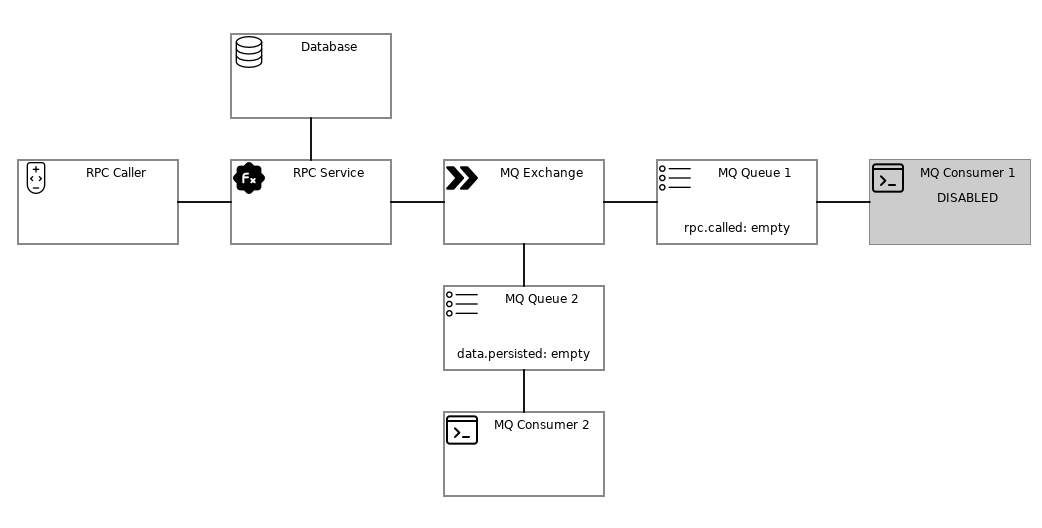 Database
RPC Caller
RPC Service
MQ Exchange
MQ Queue 1
rpc.called: empty
MQ Consumer 1
DISABLED
MQ Queue 2
data.persisted: empty
MQ Consumer 2